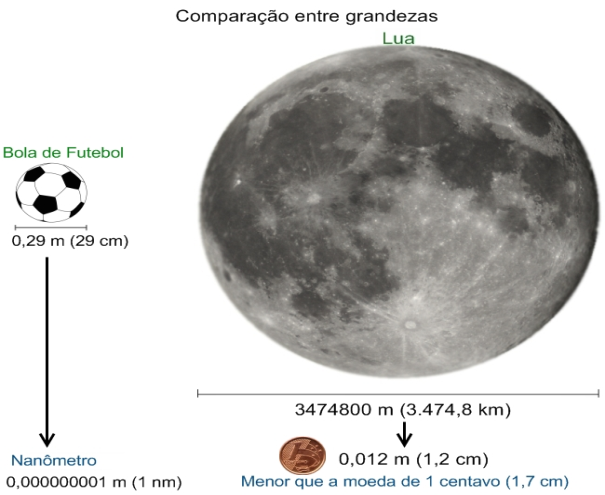 Comparação entre grandezas
Lua
Bola de Futebol
0,29 m (29 cm)
3474800 m (3.474,8 km)
Nanômetro
0,000000001 m (1 nm)
0,012 m (1,2 cm)
Menor que a moeda de 1 centavo (1,7 cm)